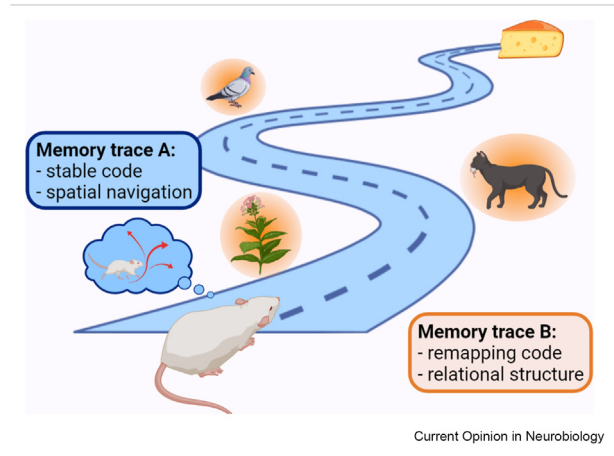 Memory trace A:
- stable code
- spatial navigation
Memory trace B:
- remapping code
- relational structure
Current Opinion in Neurobiology